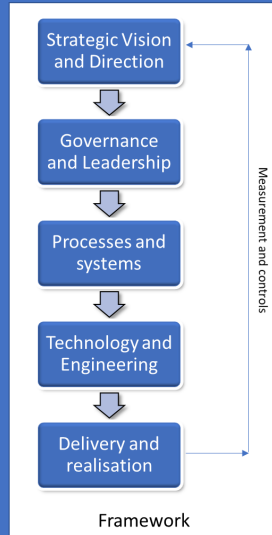 Strategic Vision
and Direction
Governance
and Leadership
Processes and
systems
Technology and
Engineering
Delivery and
realisation
Measurement and controls
Framework